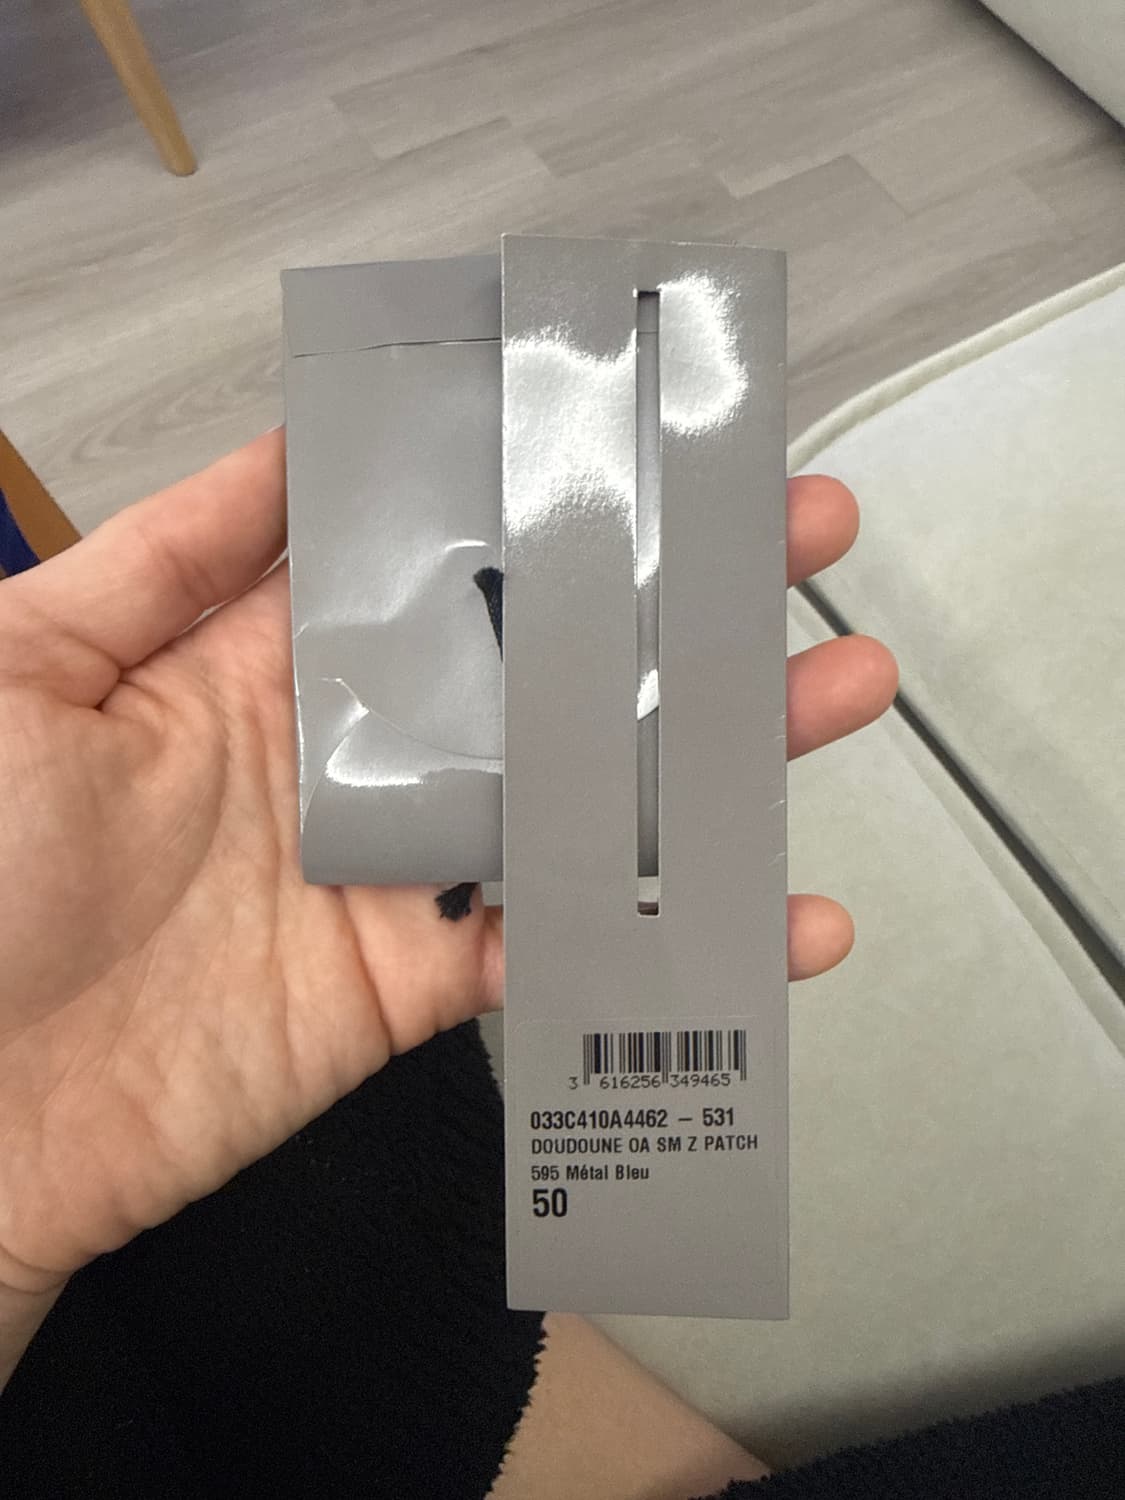 3 616256 349465
033C410A4462 – 531
DOUDOUNE OA SM Z PATCH
595 Métal Bleu
50